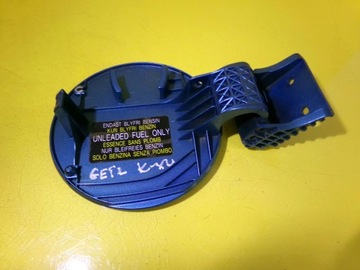 ENDAST BLYFRI BENSIN
KUN BLYFRI BENZIN
UNLEADED FUEL ONLY
ESSENCE SANS PLOMB
NUR BLEIFREIES BENZIN
SOLO BENZINA SENZA PIOMBO
GETZ